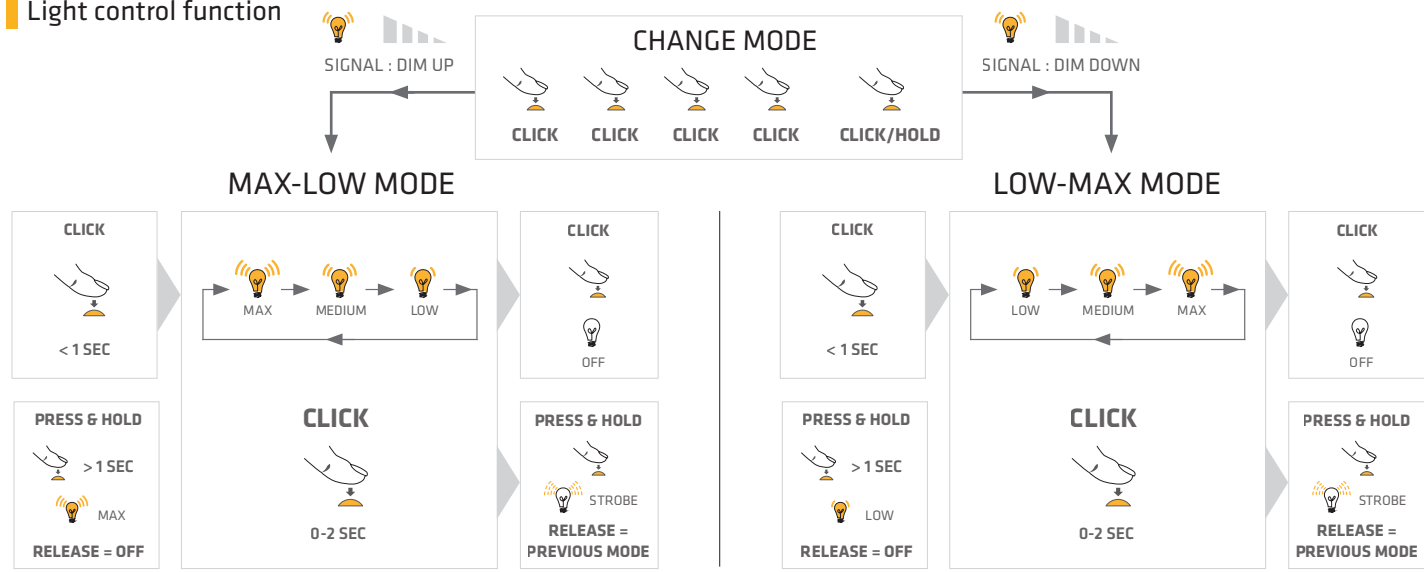 Light control function
SIGNAL : DIM UP
CHANGE MODE
SIGNAL : DIM DOWN
CLICK CLICK CLICK CLICK CLICK/HOLD
MAX-LOW MODE
CLICK
< 1 SEC
MAX MEDIUM LOW
CLICK
OFF
PRESS & HOLD
> 1 SEC
MAX
RELEASE = OFF
CLICK
0-2 SEC
PRESS & HOLD
STROBE
RELEASE =
PREVIOUS MODE
LOW-MAX MODE
CLICK
< 1 SEC
LOW MEDIUM MAX
CLICK
OFF
PRESS & HOLD
> 1 SEC
LOW
RELEASE = OFF
CLICK
0-2 SEC
PRESS & HOLD
STROBE
RELEASE =
PREVIOUS MODE